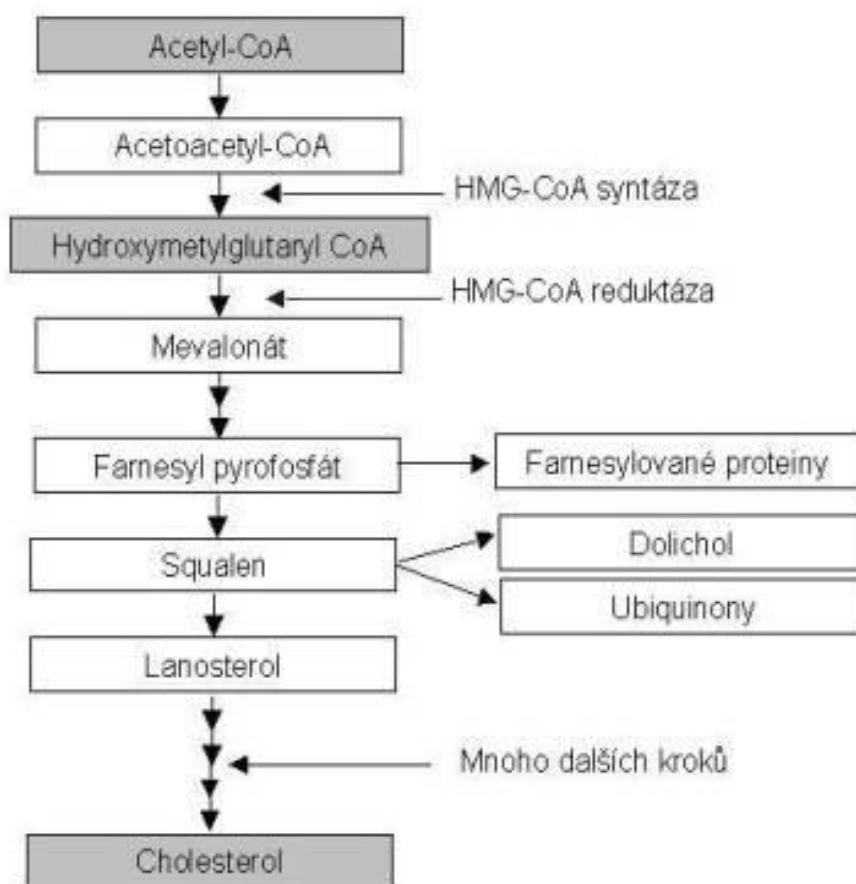 Acetyl-CoA
Acetoacetyl-CoA
HMG-CoA syntáza
Hydroxymetylglutaryl CoA
HMG-CoA reduktáza
Mevalonát
Farnesyl pyrofosfát
Farnesylované proteiny
Dolichol
Squalen
Ubiquinony
Lanosterol
Mnoho dalších kroků
Cholesterol